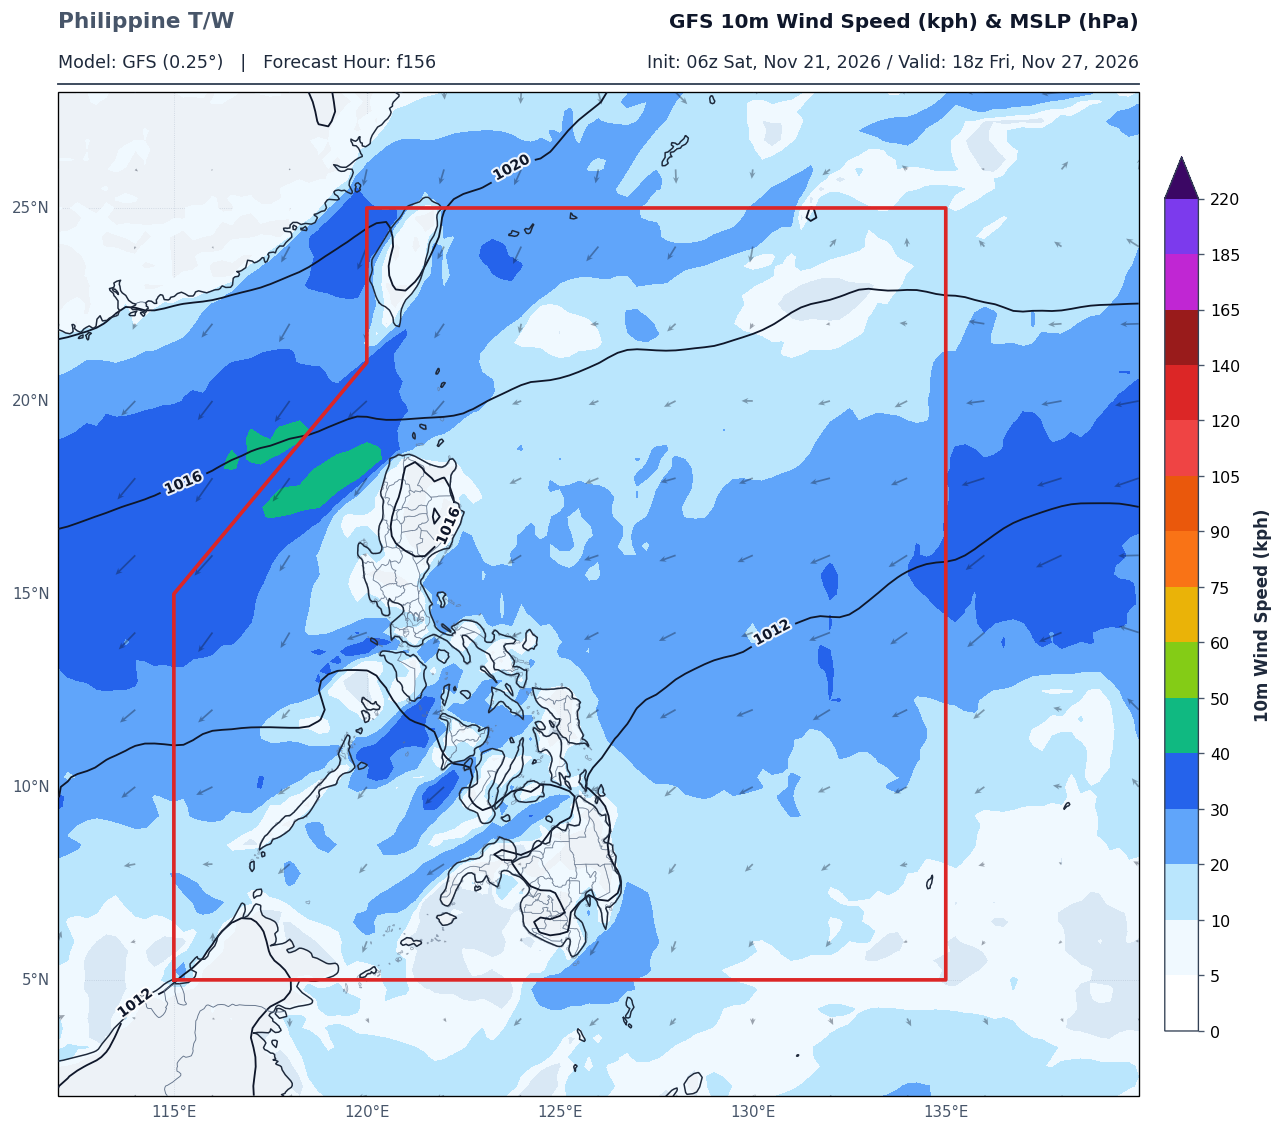 Philippine T/W
GFS 10m Wind Speed (kph) & MSLP (hPa)
Model: GFS (0.25°) | Forecast Hour: f156
Init: 06z Sat, Nov 21, 2026 / Valid: 18z Fri, Nov 27, 2026
1020
1016
1016
1012
1012
25°N
20°N
15°N
10°N
5°N
115°E
120°E
125°E
130°E
135°E
220
185
165
140
120
105
90
75
60
50
40
30
20
10
5
0
10m Wind Speed (kph)